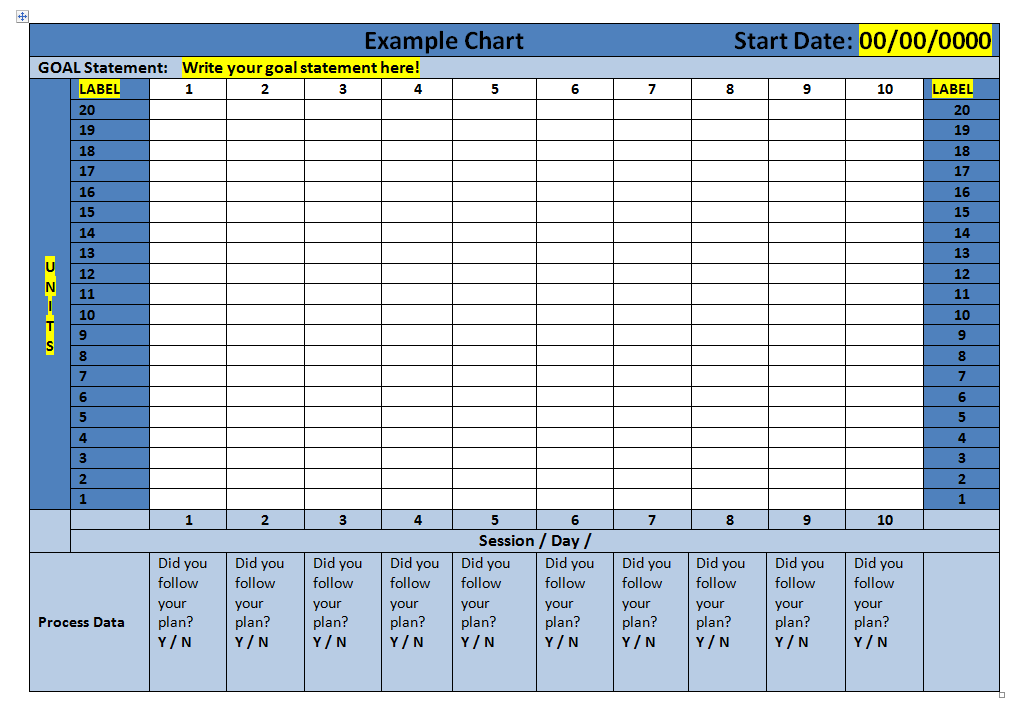 Example Chart Start Date: 00/00/0000
GOAL Statement: Write your goal statement here!
LABEL 1 2 3 4 5 6 7 8 9 10 LABEL
20 20
19 19
18 18
17 17
16 16
15 15
14 14
13 13
12 12
11 11
10 10
9 9
8 8
7 7
6 6
5 5
4 4
3 3
2 2
1 1
U
N
I
T
S
1 2 3 4 5 6 7 8 9 10
Session / Day /
Process Data
Did you
follow
your
plan?
Y / N
Did you
follow
your
plan?
Y / N
Did you
follow
your
plan?
Y / N
Did you
follow
your
plan?
Y / N
Did you
follow
your
plan?
Y / N
Did you
follow
your
plan?
Y / N
Did you
follow
your
plan?
Y / N
Did you
follow
your
plan?
Y / N
Did you
follow
your
plan?
Y / N
Did you
follow
your
plan?
Y / N